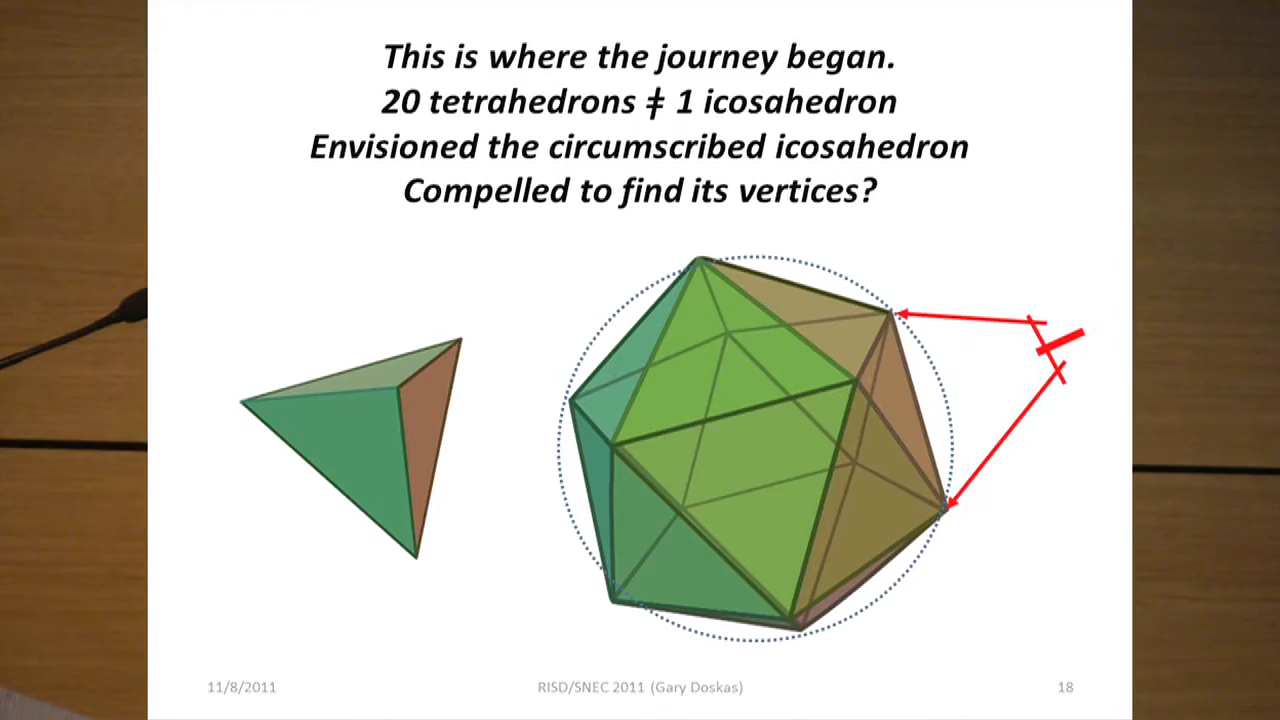 This is where the journey began.
20 tetrahedrons ǂ 1 icosahedron
Envisioned the circumscribed icosahedron
Compelled to find its vertices?
11/8/2011 RISD/SNEC 2011 (Gary Doskas) 18